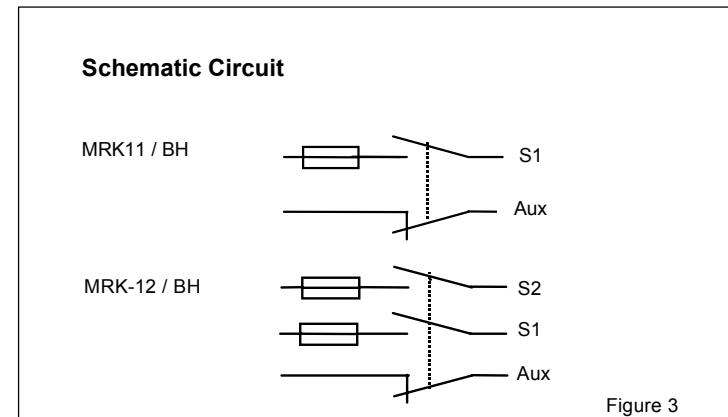 Schematic Circuit
MRK11 / BH
S1
Aux
MRK-12 / BH
S2
S1
Aux
Figure 3